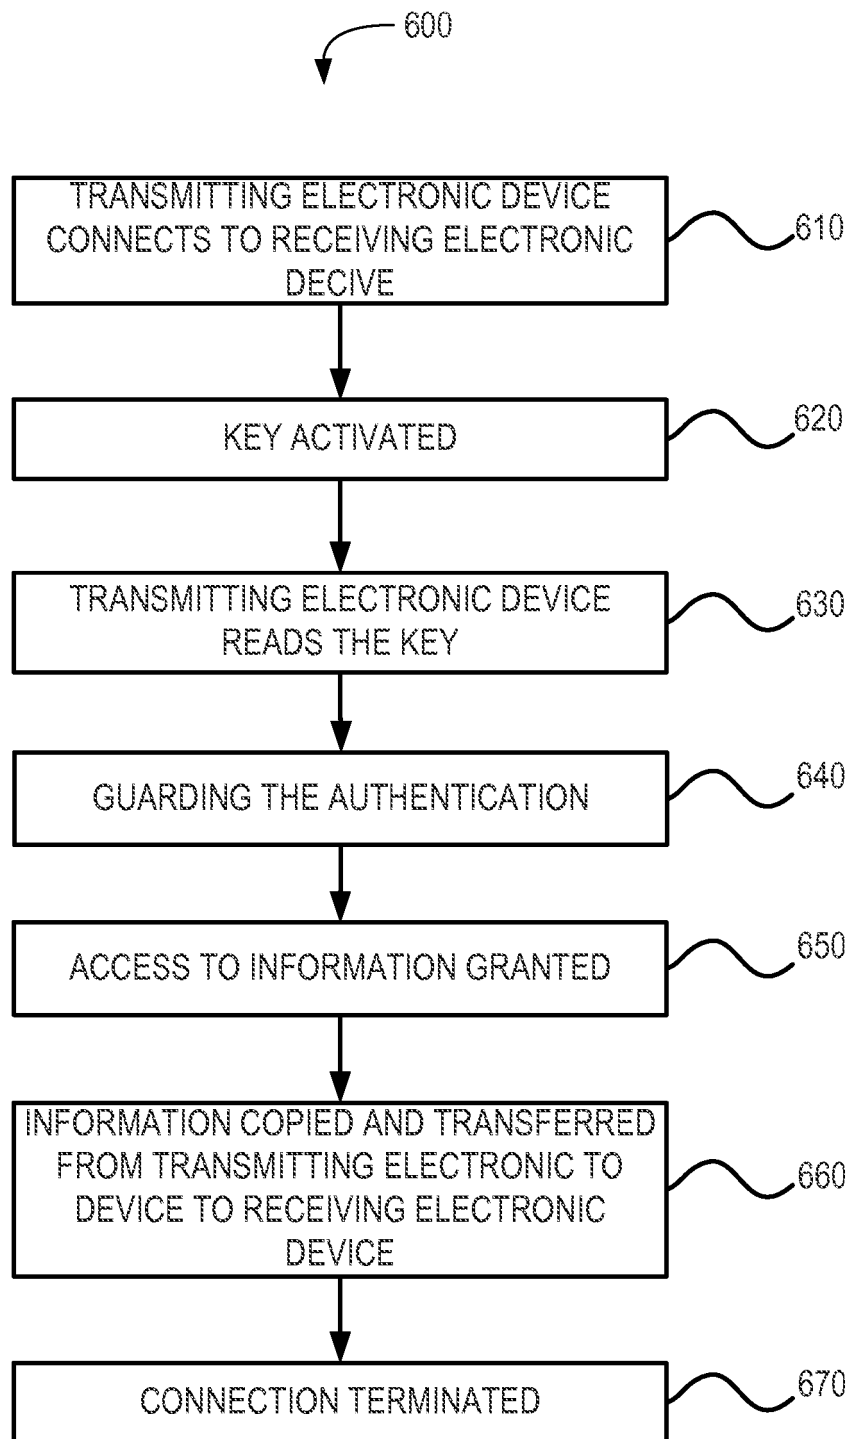 600
TRANSMITTING ELECTRONIC DEVICE
CONNECTS TO RECEIVING ELECTRONIC
DECIVE
610
KEY ACTIVATED
620
TRANSMITTING ELECTRONIC DEVICE
READS THE KEY
630
GUARDING THE AUTHENTICATION
640
ACCESS TO INFORMATION GRANTED
650
INFORMATION COPIED AND TRANSFERRED
FROM TRANSMITTING ELECTRONIC TO
DEVICE TO RECEIVING ELECTRONIC
DEVICE
660
CONNECTION TERMINATED
670